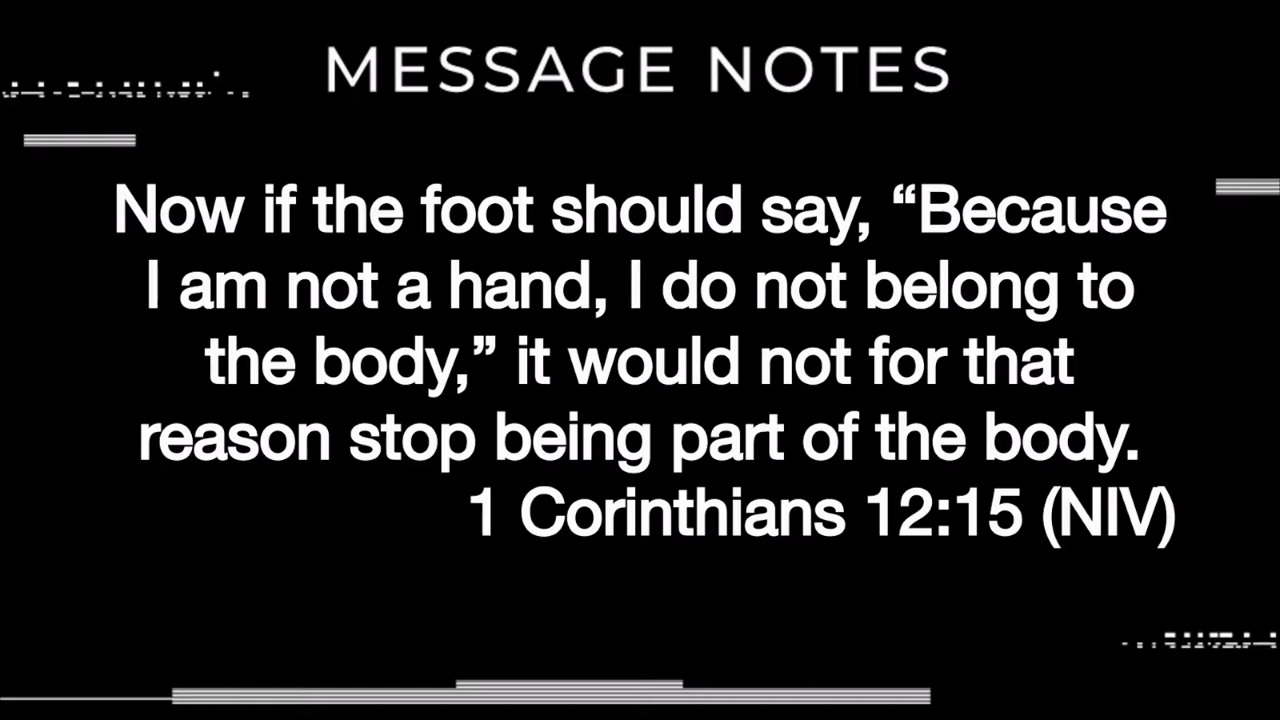 MESSAGE NOTES
Now if the foot should say, “Because
I am not a hand, I do not belong to
the body,” it would not for that
reason stop being part of the body.
1 Corinthians 12:15 (NIV)